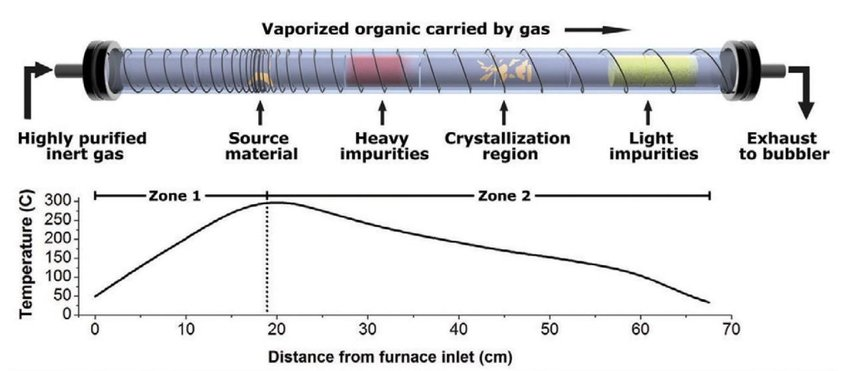 Vaporized organic carried by gas
Highly purified
inert gas
Source
material
Heavy
impurities
Crystallization
region
Light
impurities
Exhaust
to bubbler
Zone 1
Zone 2
Temperature (C)
300
250
200
150
100
50
0
0 10 20 30 40 50 60 70
Distance from furnace inlet (cm)